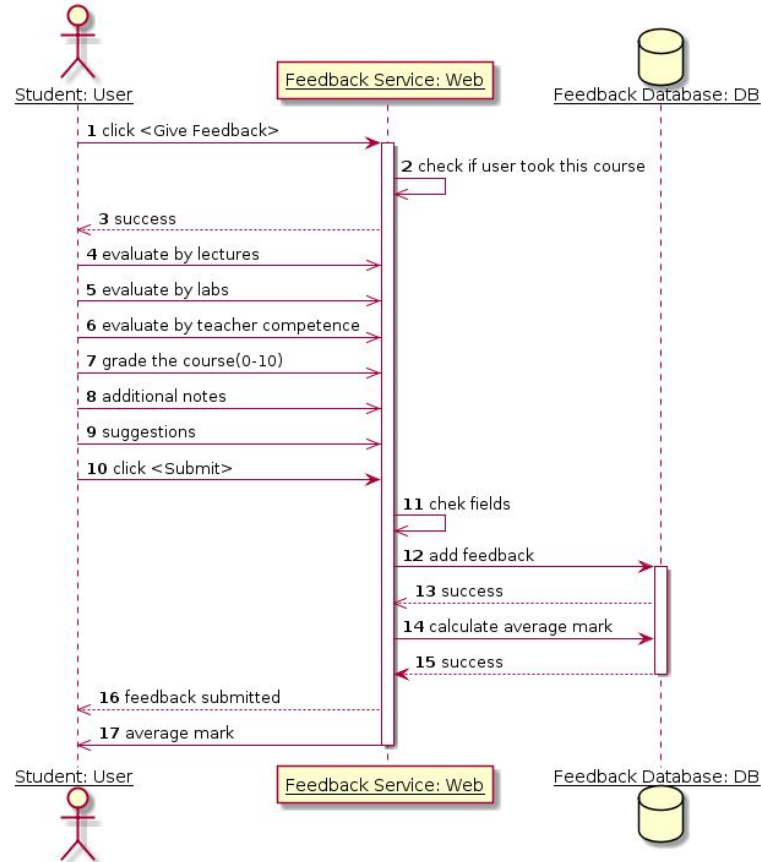 Student: User
Feedback Service: Web
Feedback Database: DB
1 click <Give Feedback>
2 check if user took this course
3 success
4 evaluate by lectures
5 evaluate by labs
6 evaluate by teacher competence
7 grade the course(0-10)
8 additional notes
9 suggestions
10 click <Submit>
11 chek fields
12 add feedback
13 success
14 calculate average mark
15 success
16 feedback submitted
17 average mark
Student: User
Feedback Service: Web
Feedback Database: DB